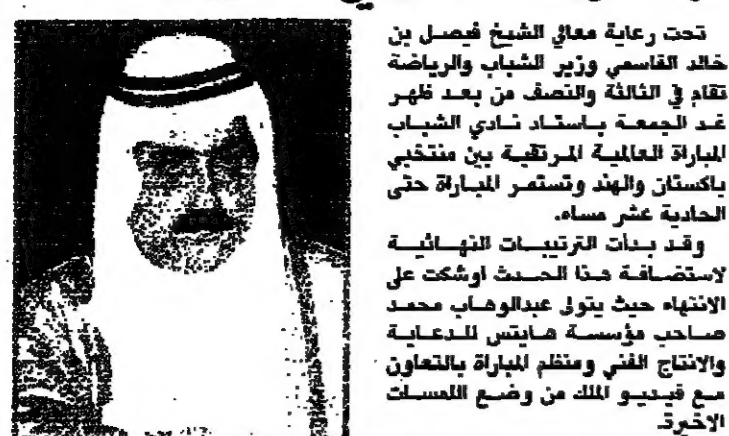 تحت رعاية معالي الشيخ فيصل بن
خالد القاسمي وزير الشباب والرياضة
تقام في الثالثة والنصف من بعد ظهر
غد الجمعة باستاد نادي الشباب
المباراة العالمية المرتقبة بين منتخبي
باكستان والهند وتستمر المباراة حتى
الحادية عشر مساء.
وقد بدأت الترتيبات النهائية
لاستضافة هذا الحدث اوشكت على
الانتهاء حيث يتولى عبدالوهاب محمد
صاحب مؤسسة هايتس للدعاية
والانتاج الفني ومنظم المباراة بالتعاون
مع فيديو الملك من وضع اللمسات
الاخيرة.